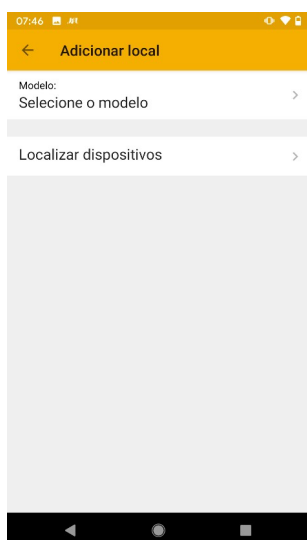 07:46
Adicionar local
Modelo:
Selecione o modelo
Localizar dispositivos